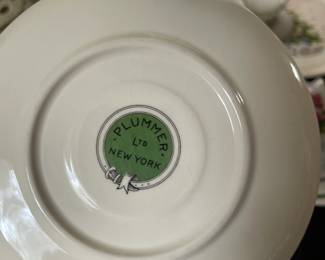 · PLUMMER ·
LTD
NEW YORK